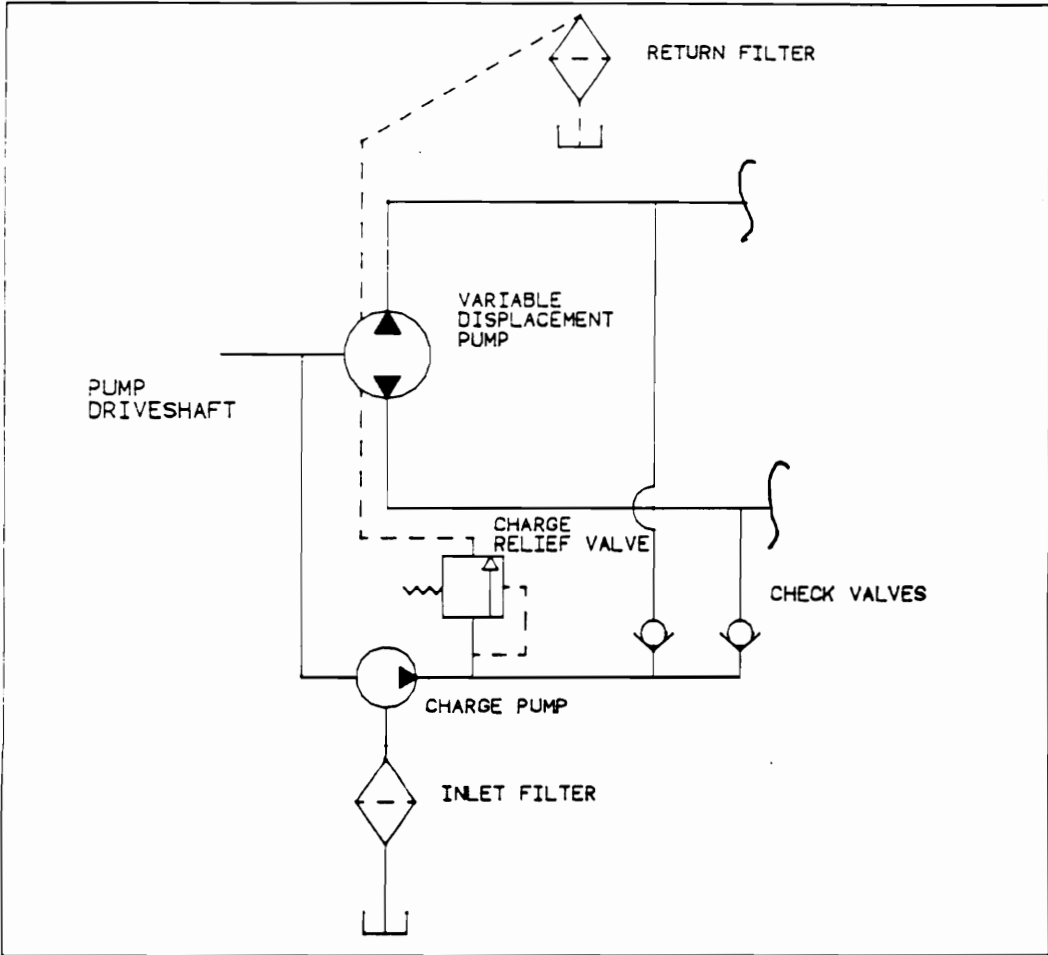 RETURN FILTER
VARIABLE
DISPLACEMENT
PUMP
PUMP
DRIVESHAFT
CHARGE
RELIEF VALVE
CHECK VALVES
CHARGE PUMP
INLET FILTER